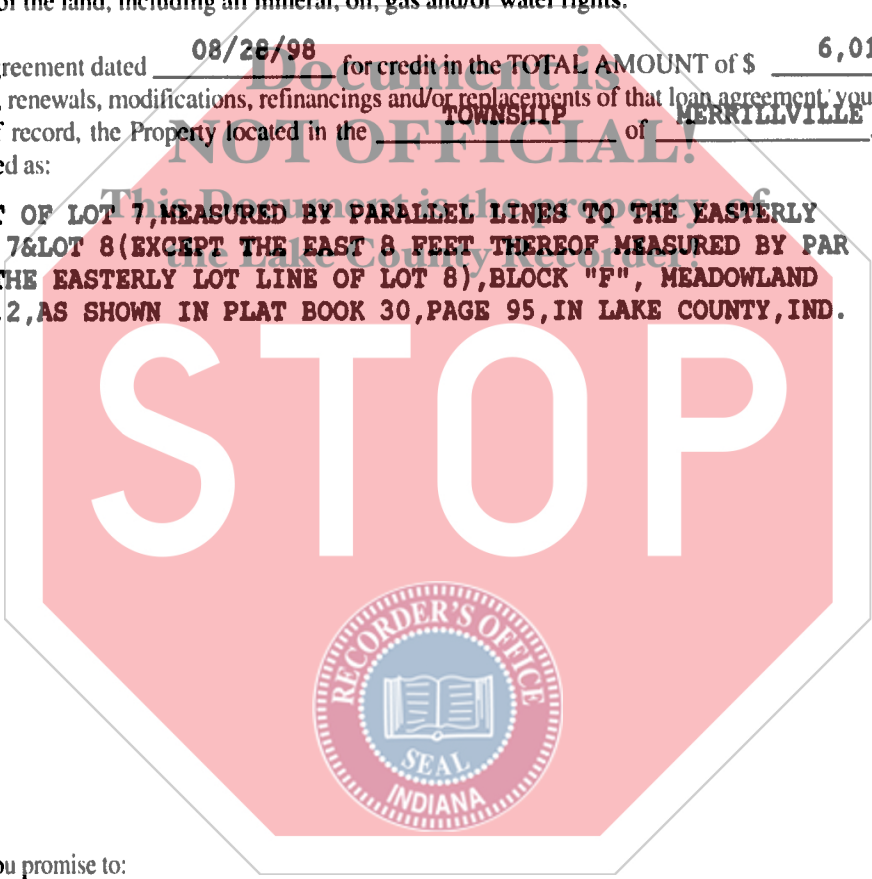 of the land, including all mineral, oil, gas and/or water rights.
reement dated 08/28/98 for credit in the TOTAL AMOUNT of $ 6,01
, renewals, modifications, refinancings and/or replacements of that loan agreement, you
f record, the Property located in the TOWNSHIP of MERRILLVILLE
ed as:
T OF LOT 7,MEASURED BY PARALLEL LINES TO THE EASTERLY
7&LOT 8(EXCEPT THE EAST 8 FEET THEREOF MEASURED BY PAR
THE EASTERLY LOT LINE OF LOT 8),BLOCK "F", MEADOWLAND
2,AS SHOWN IN PLAT BOOK 30,PAGE 95,IN LAKE COUNTY,IND.
Document is
NOT OFFICIAL!
This Document is the property of
the Lake County Recorder!
STOP
RECORDER'S OFFICE
SEAL
INDIANA
ou promise to: